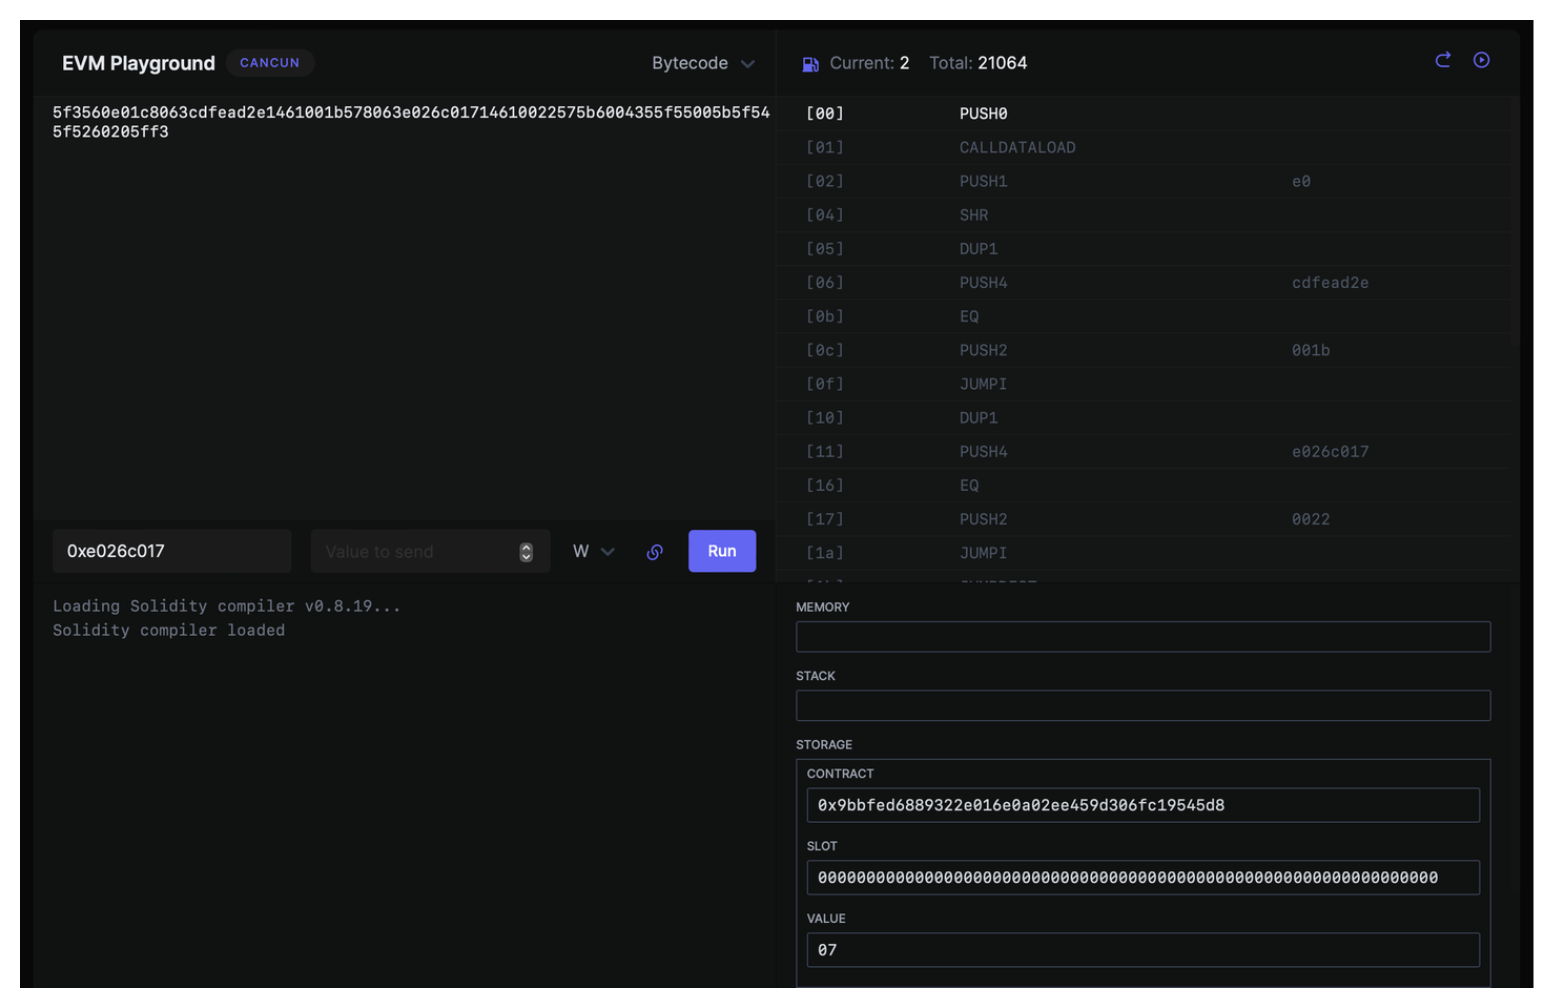 EVM Playground CANCUN Bytecode
5f3560e01c8063cdfead2e1461001b578063e026c01714610022575b6004355f55005b5f54
5f5260205ff3
0xe026c017 Value to send W Run
Loading Solidity compiler v0.8.19...
Solidity compiler loaded
Current: 2 Total: 21064
[00] PUSH0
[01] CALLDATALOAD
[02] PUSH1 e0
[04] SHR
[05] DUP1
[06] PUSH4 cdfead2e
[0b] EQ
[0c] PUSH2 001b
[0f] JUMPI
[10] DUP1
[11] PUSH4 e026c017
[16] EQ
[17] PUSH2 0022
[1a] JUMPI
MEMORY
STACK
STORAGE
CONTRACT
0x9bbfed6889322e016e0a02ee459d306fc19545d8
SLOT
0000000000000000000000000000000000000000000000000000000000000000
VALUE
07